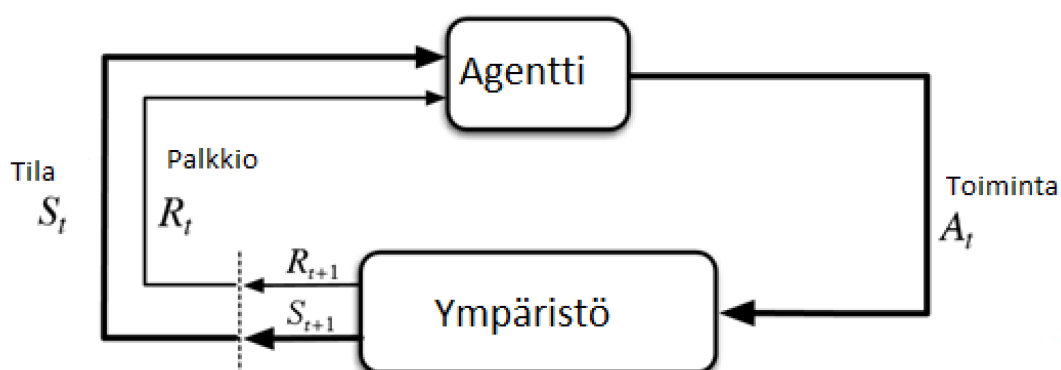 Agentti
Palkkio
Tila
Toiminta
S_t
R_t
A_t
R_{t+1}
S_{t+1}
Ympäristö